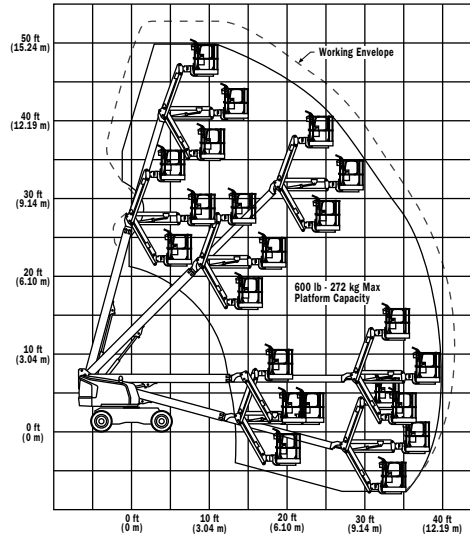 50 ft
(15.24 m)
Working Envelope
40 ft
(12.19 m)
30 ft
(9.14 m)
20 ft
(6.10 m)
600 lb - 272 kg Max
Platform Capacity
10 ft
(3.04 m)
0 ft
(0 m)
0 ft
(0 m)
10 ft
(3.04 m)
20 ft
(6.10 m)
30 ft
(9.14 m)
40 ft
(12.19 m)